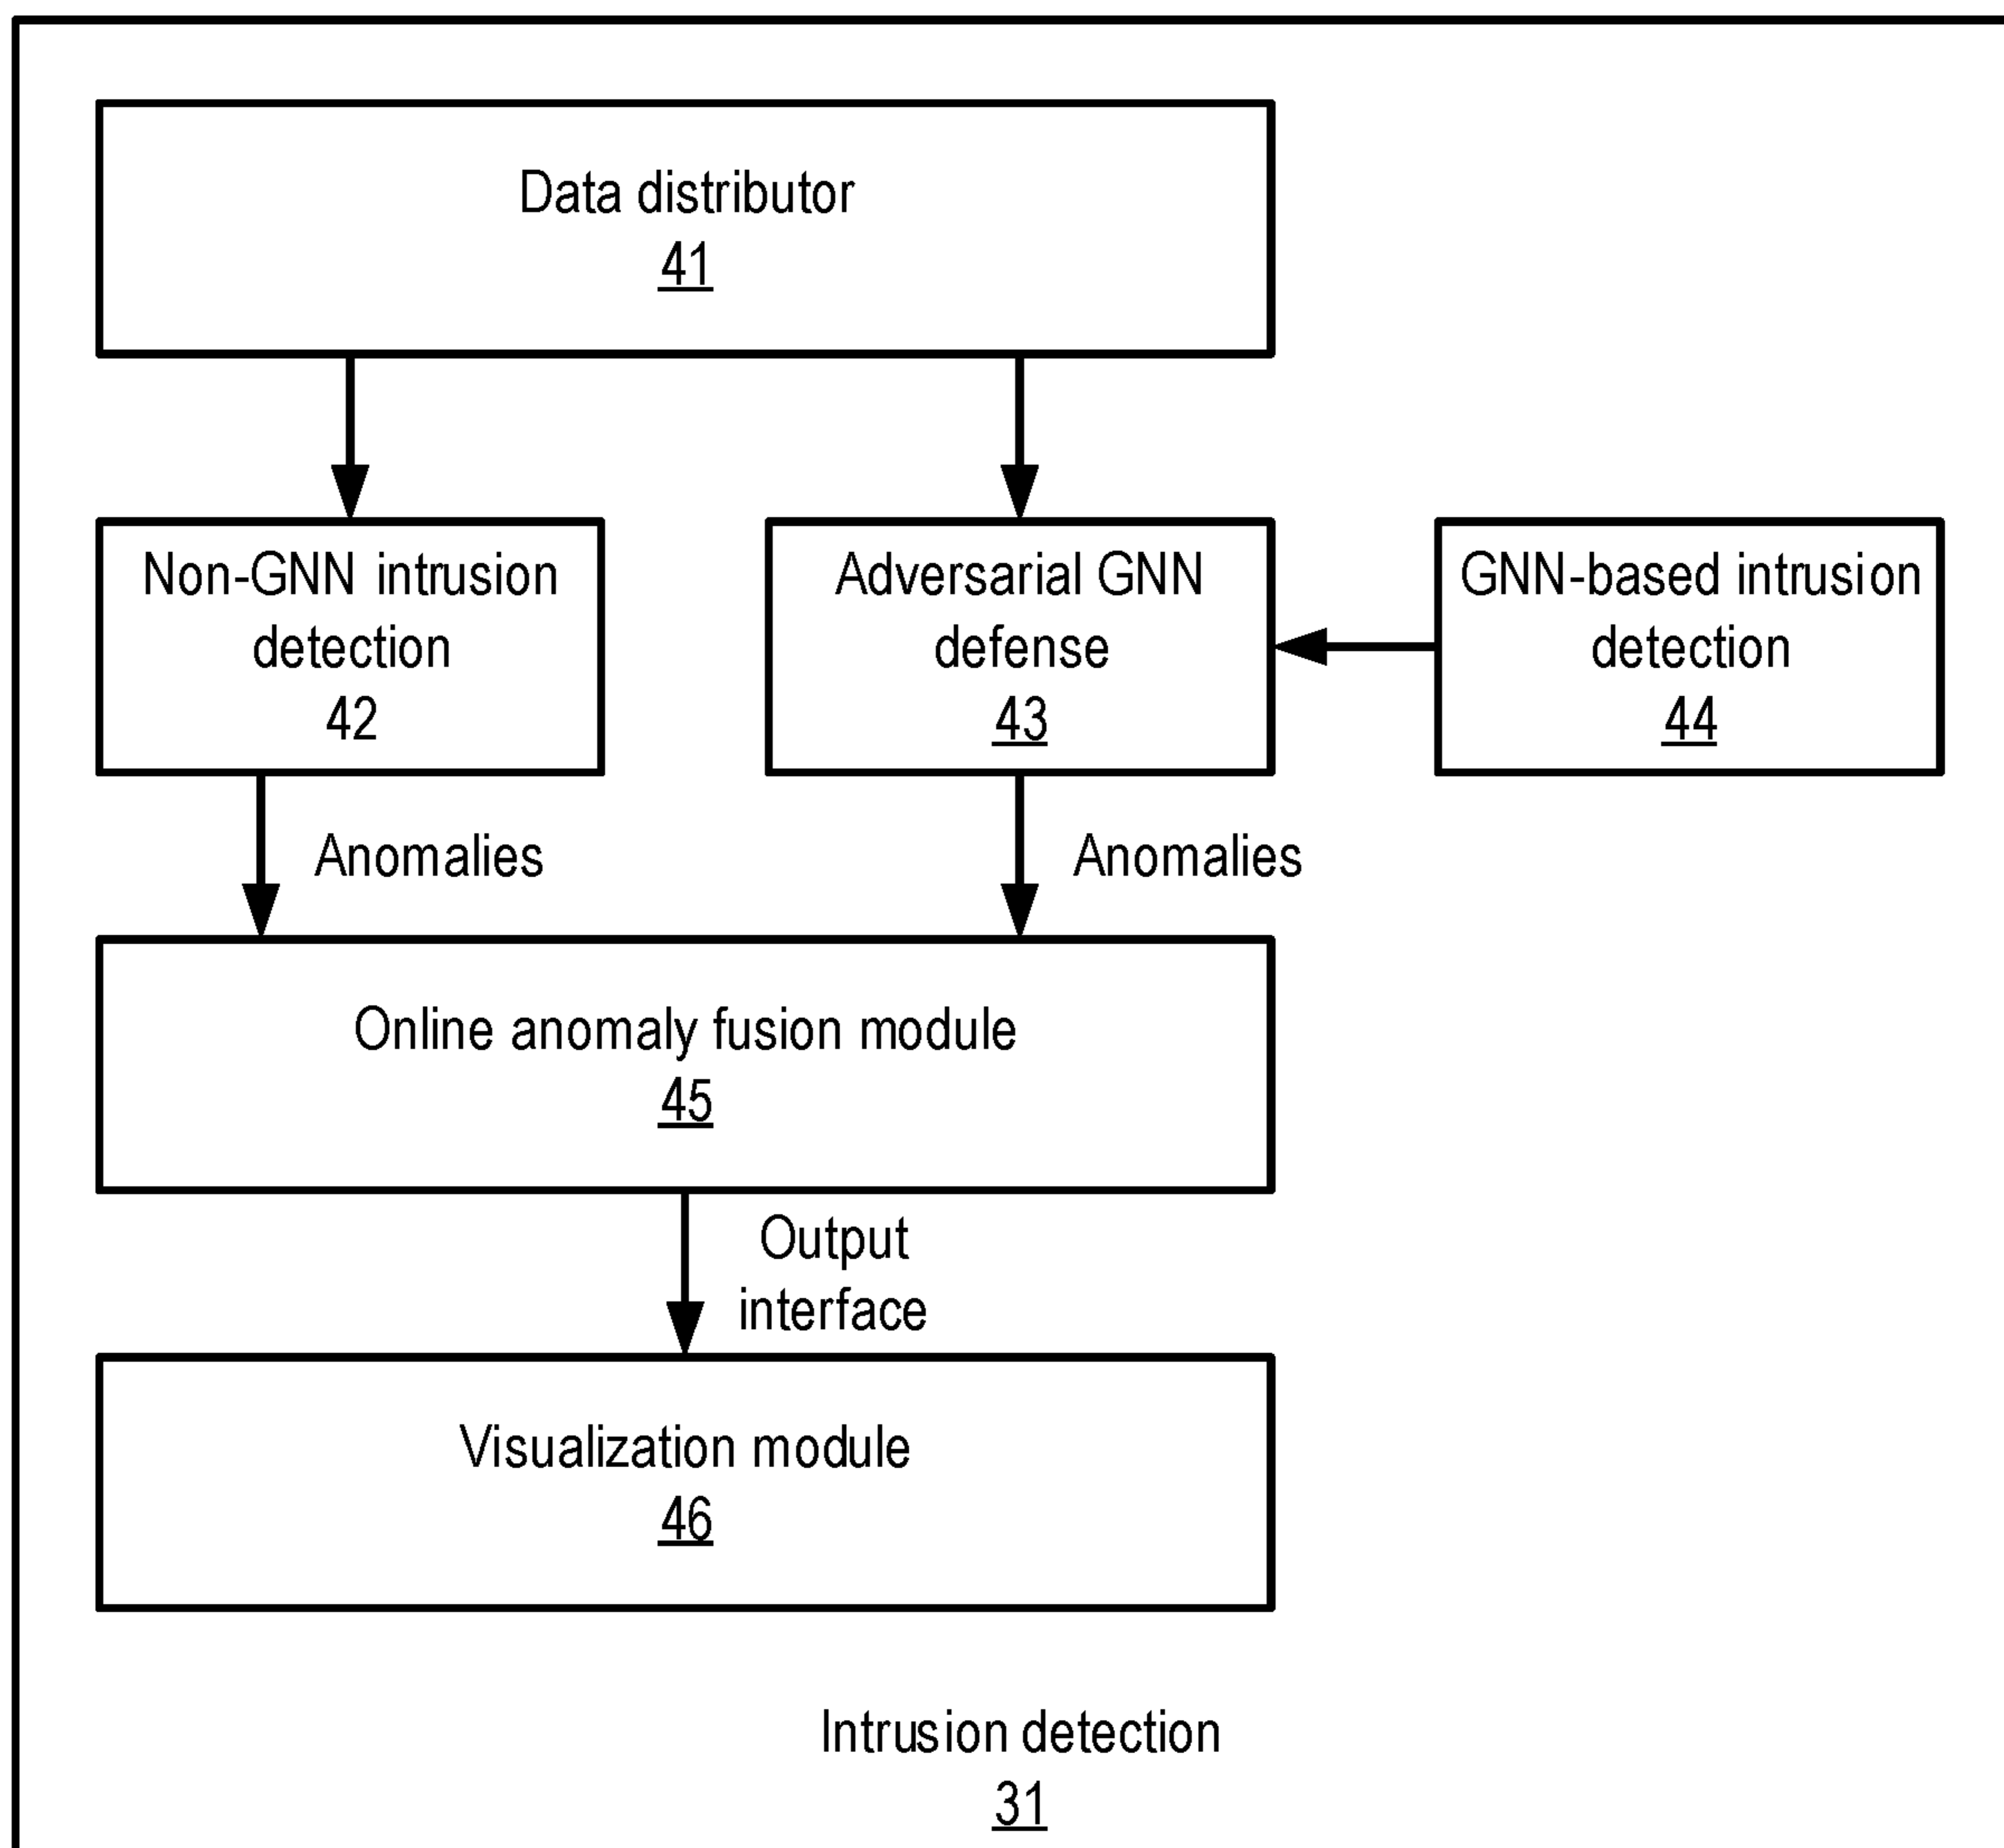 Data distributor
41
Non-GNN intrusion
detection
42
Adversarial GNN
defense
43
GNN-based intrusion
detection
44
Anomalies
Anomalies
Online anomaly fusion module
45
Output
interface
Visualization module
46
Intrusion detection
31